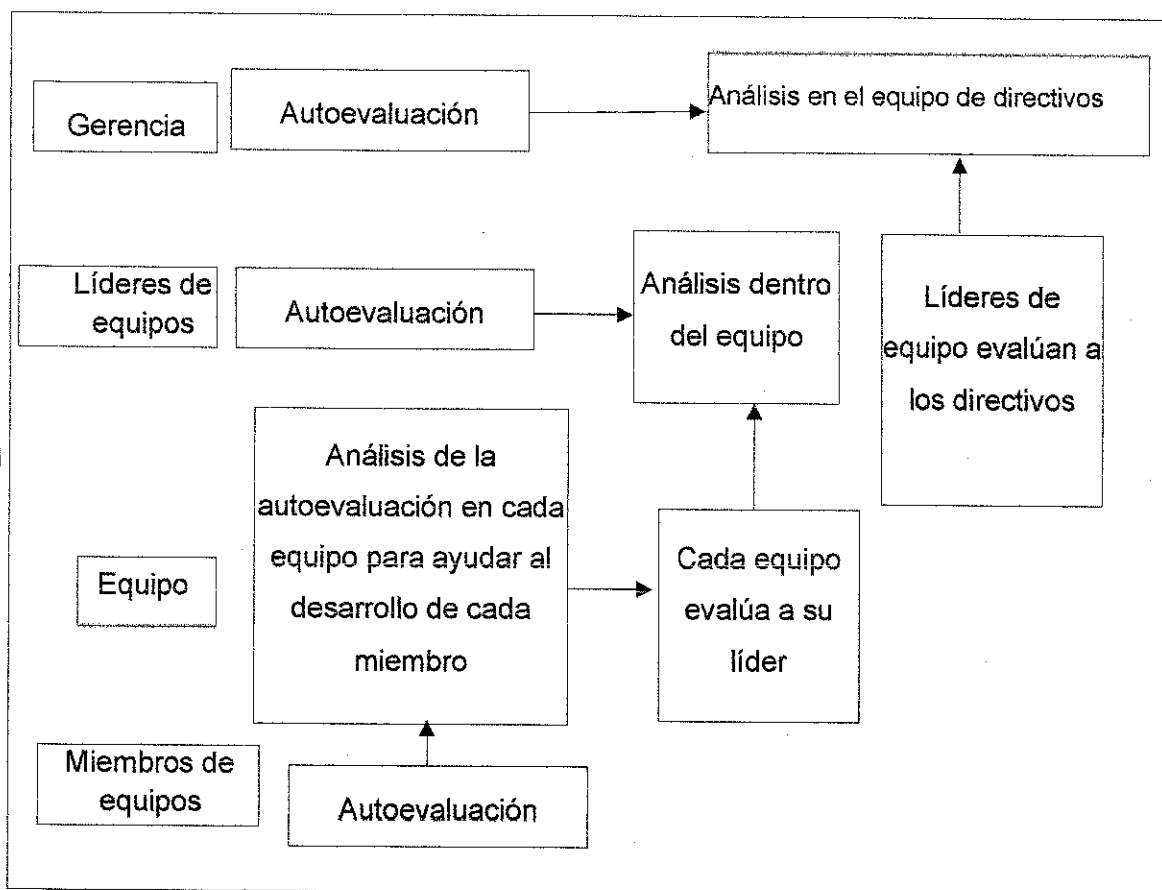 Gerencia
Autoevaluación
Análisis en el equipo de directivos
Líderes de
equipos
Autoevaluación
Análisis dentro
del equipo
Líderes de
equipo evalúan a
los directivos
Equipo
Análisis de la
autoevaluación en cada
equipo para ayudar al
desarrollo de cada
miembro
Cada equipo
evalúa a su
líder
Miembros de
equipos
Autoevaluación